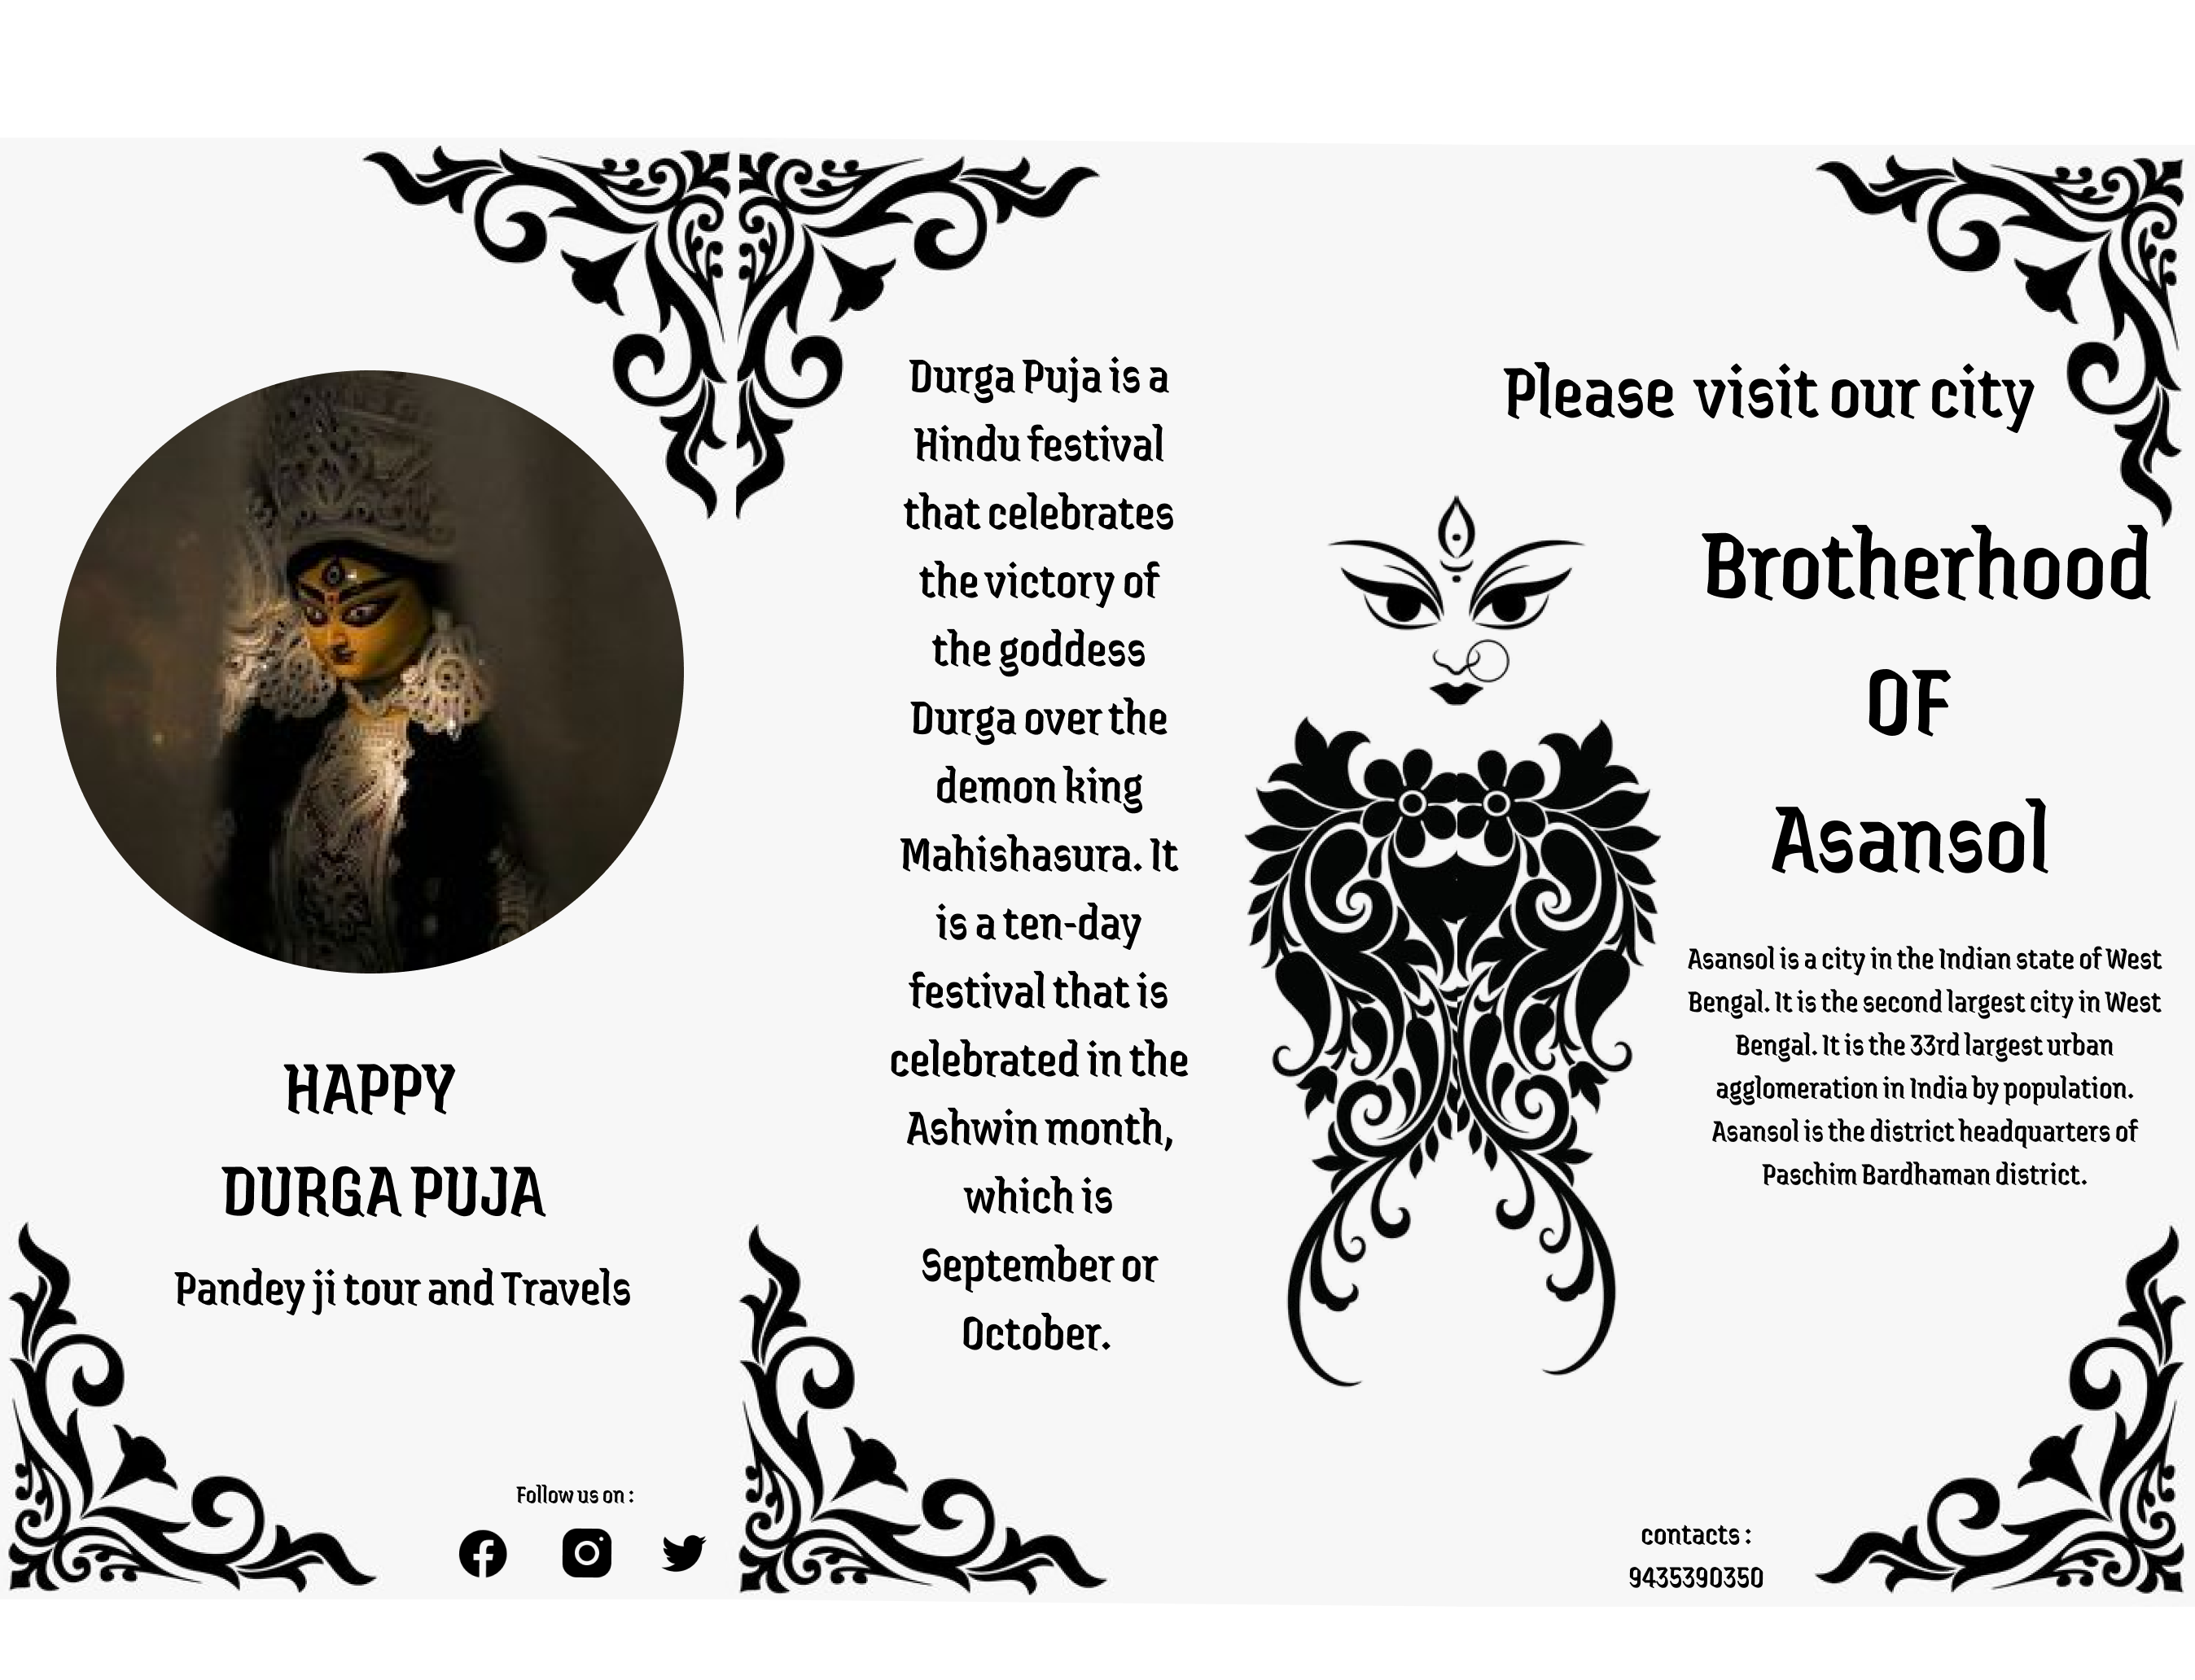 HAPPY
DURGA PUJA
Pandey ji tour and Travels
Follow us on :
Durga Puja is a
Hindu festival
that celebrates
the victory of
the goddess
Durga over the
demon king
Mahishasura. It
is a ten-day
festival that is
celebrated in the
Ashwin month,
which is
September or
October.
Please visit our city
Brotherhood
OF
Asansol
Asansol is a city in the Indian state of West
Bengal. It is the second largest city in West
Bengal. It is the 33rd largest urban
agglomeration in India by population.
Asansol is the district headquarters of
Paschim Bardhaman district.
contacts :
9435390350